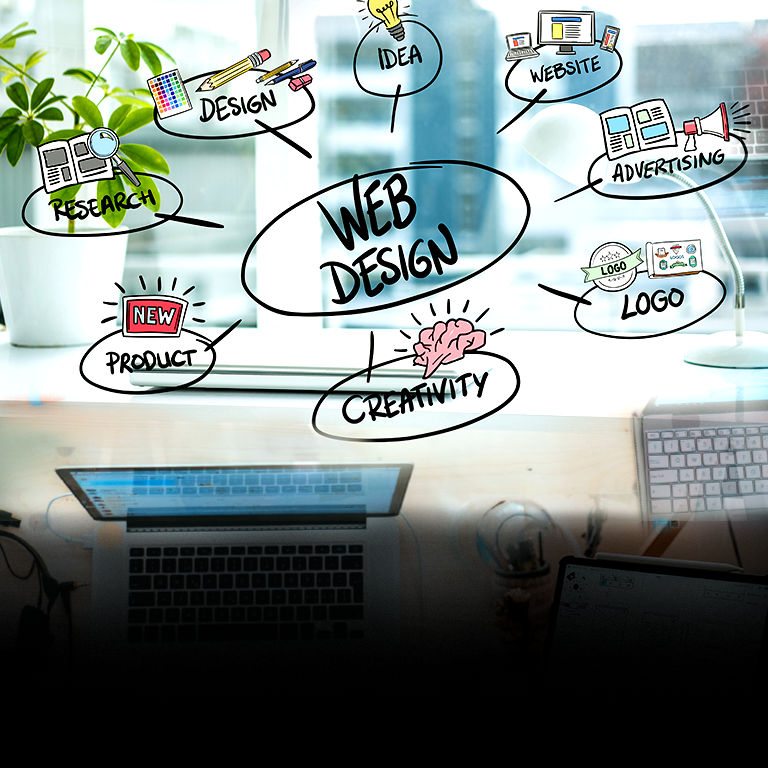 IDEA
WEBSITE
DESIGN
ADVERTISING
RESEARCH
WEB
DESIGN
LOGO
LOGO
NEW
PRODUCT
CREATIVITY